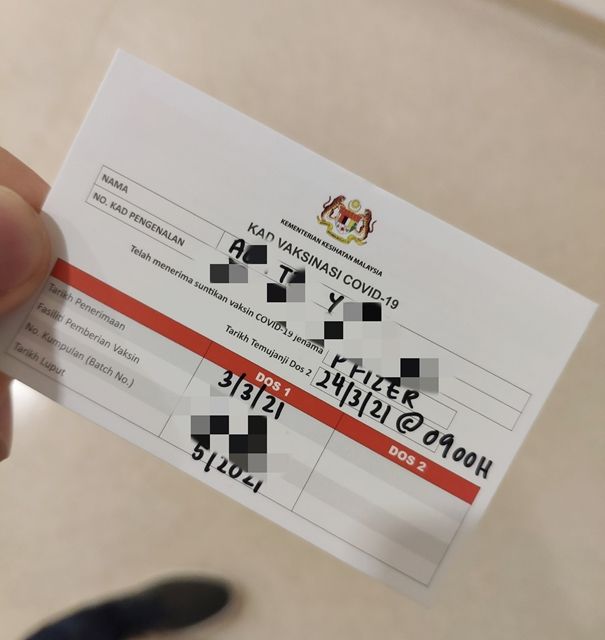 KEMENTERIAN KESIHATAN MALAYSIA
KAD VAKSINASI COVID-19
NAMA
NO. KAD PENGENALAN
Telah menerima suntikan vaksin COVID-19 jenama PFIZER
Tarikh Temujanji Dos 2 24/3/21 @ 0900H
DOS 1 DOS 2
Tarikh Penerimaan 3/3/21
Fasiliti Pemberian Vaksin
No. Kumpulan (Batch No.)
Tarikh Luput 5/2021